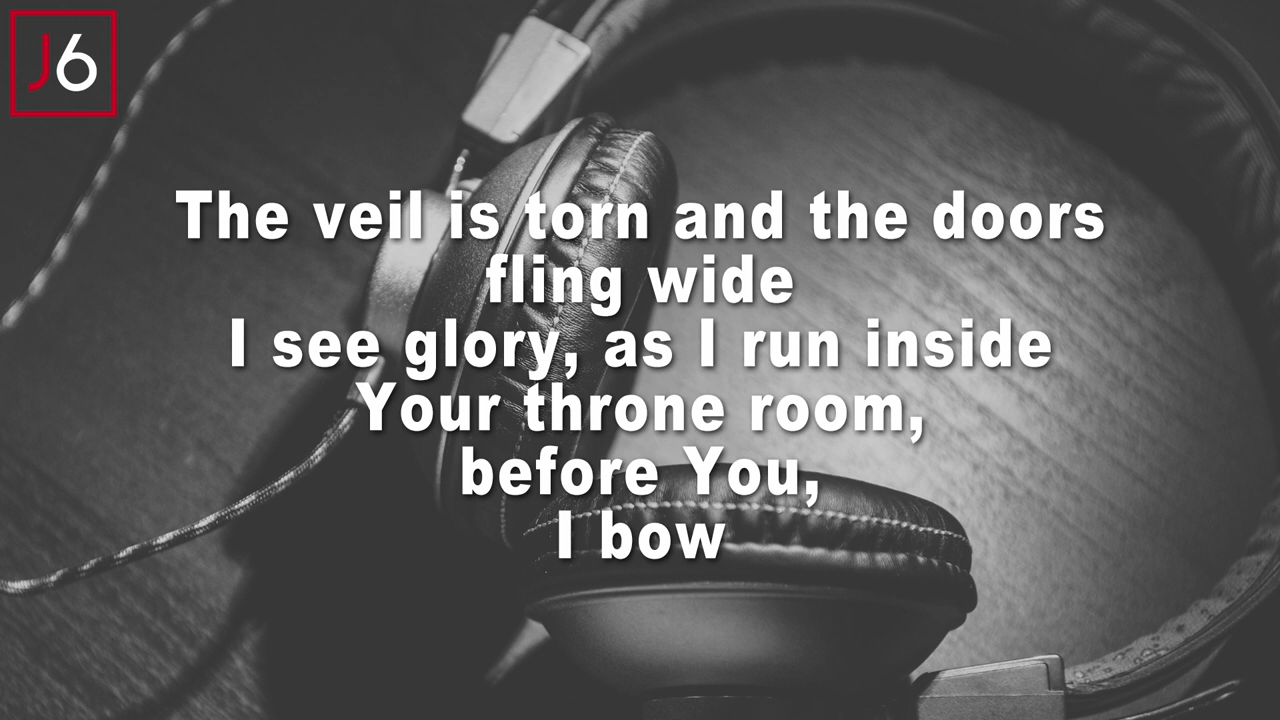 J6
The veil is torn and the doors
fling wide
I see glory, as I run inside
Your throne room,
before You,
I bow